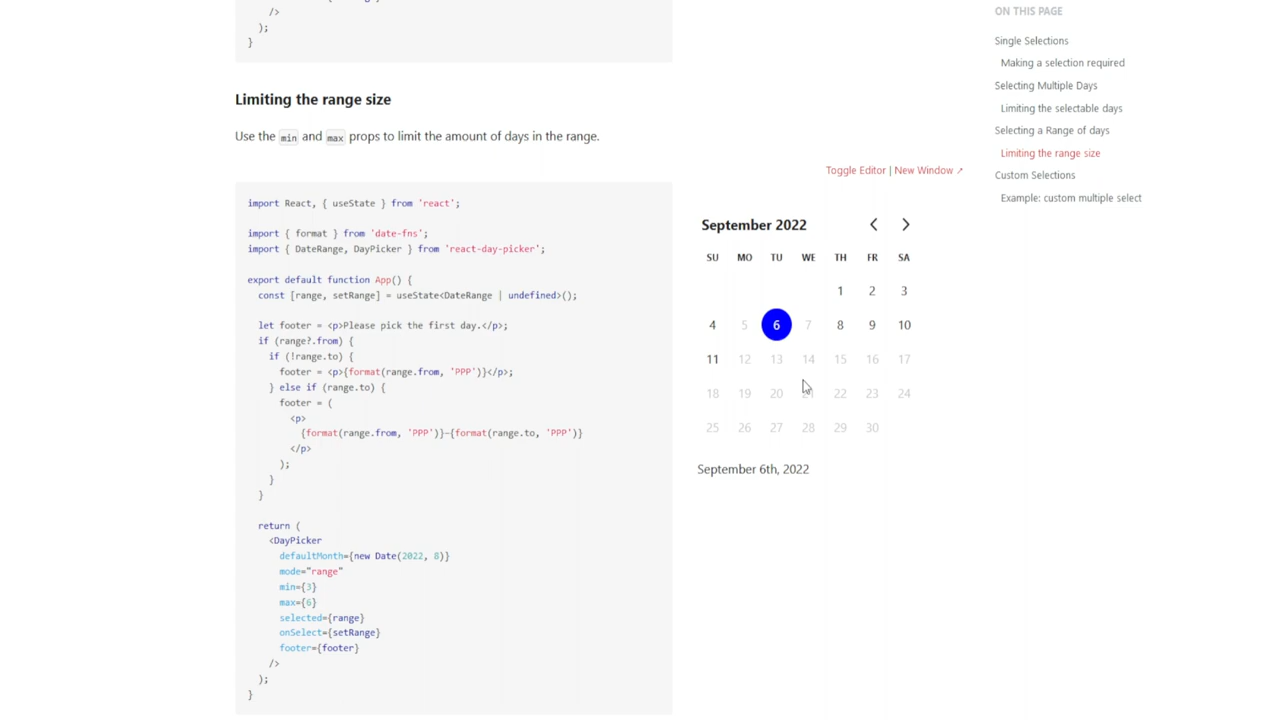 />
);
}
Limiting the range size
Use the min and max props to limit the amount of days in the range.
import React, { useState } from 'react';
import { format } from 'date-fns';
import { DateRange, DayPicker } from 'react-day-picker';
export default function App() {
const [range, setRange] = useState<DateRange | undefined>();
let footer = <p>Please pick the first day.</p>;
if (range?.from) {
if (!range.to) {
footer = <p>{format(range.from, 'PPP')}</p>;
} else if (range.to) {
footer = (
<p>
{format(range.from, 'PPP')}–{format(range.to, 'PPP')}
</p>
);
}
}
return (
<DayPicker
defaultMonth={new Date(2022, 8)}
mode="range"
min={3}
max={6}
selected={range}
onSelect={setRange}
footer={footer}
/>
);
}
Toggle Editor | New Window ↗
September 2022
SU MO TU WE TH FR SA
1 2 3
4 5 6 7 8 9 10
11 12 13 14 15 16 17
18 19 20 21 22 23 24
25 26 27 28 29 30
September 6th, 2022
ON THIS PAGE
Single Selections
Making a selection required
Selecting Multiple Days
Limiting the selectable days
Selecting a Range of days
Limiting the range size
Custom Selections
Example: custom multiple select